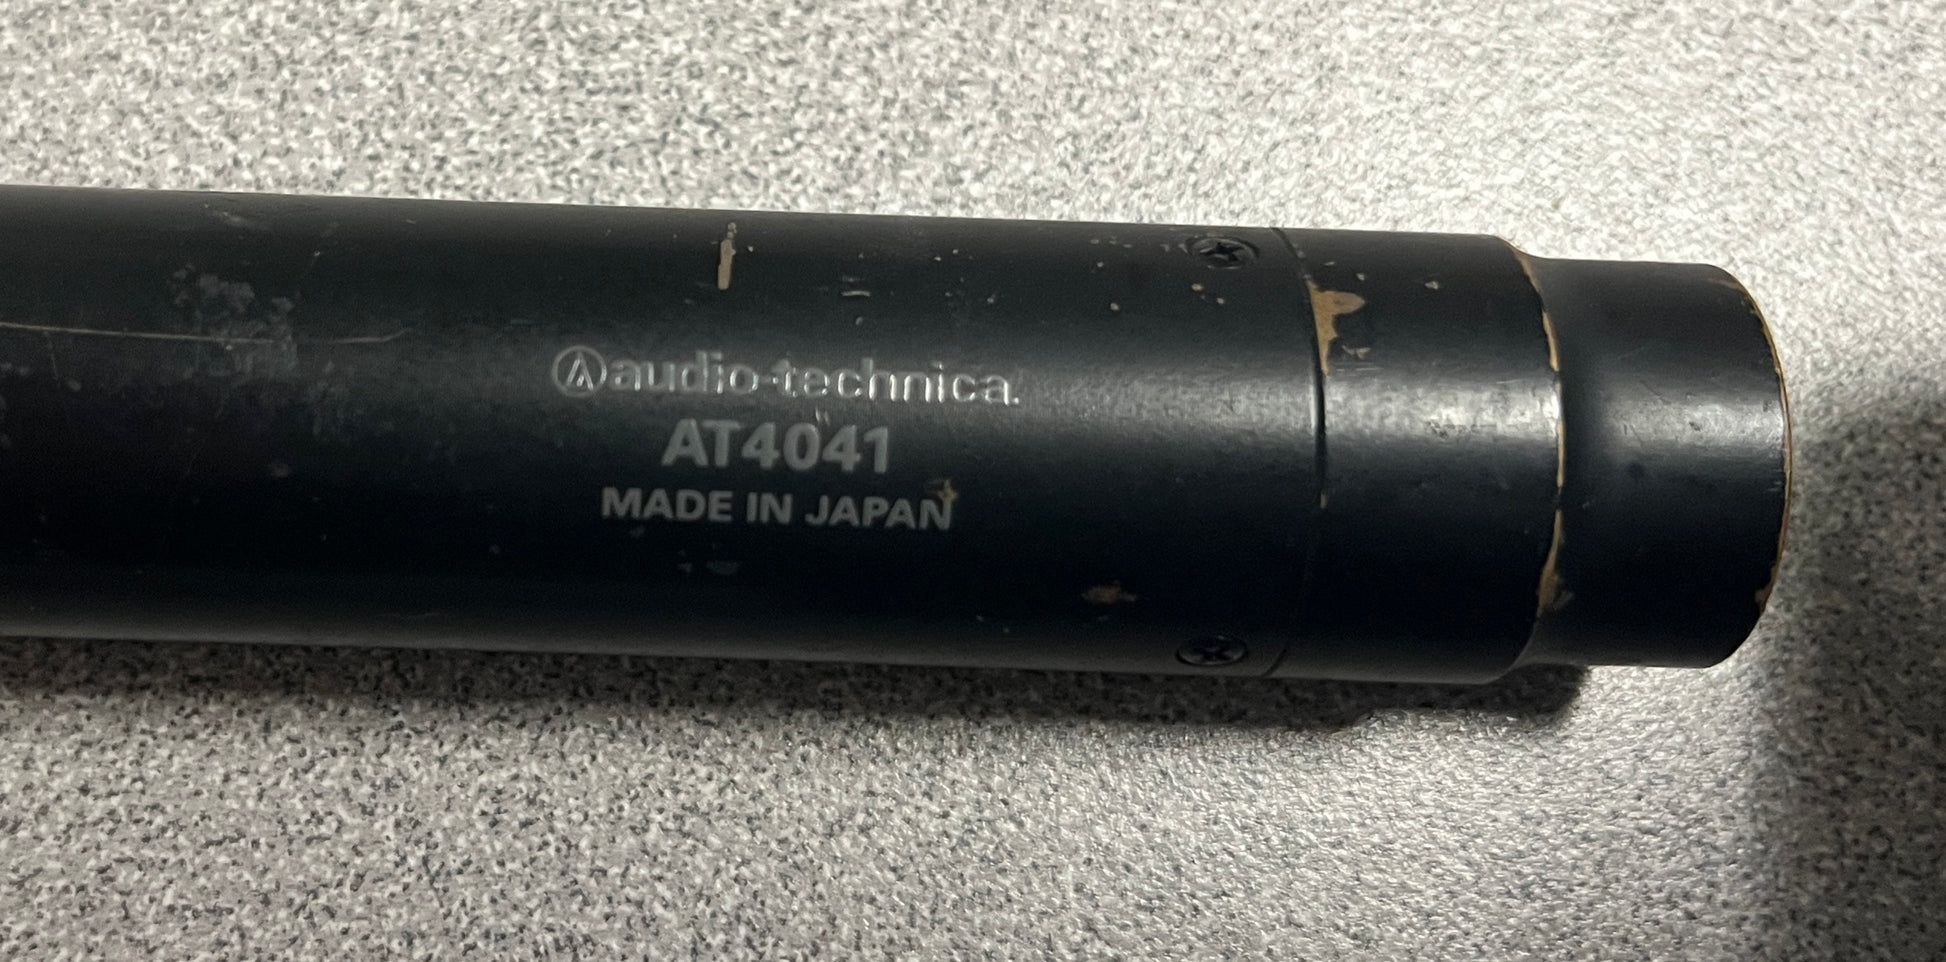 audio-technica.
AT4041
MADE IN JAPAN